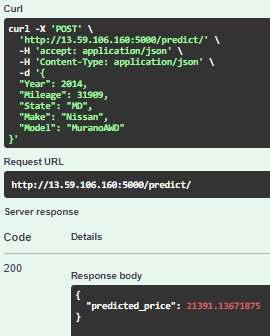 Curl
curl -X 'POST' \
'http://13.59.106.160:5000/predict/' \
-H 'accept: application/json' \
-H 'Content-Type: application/json' \
-d '{
"Year": 2014,
"Mileage": 31909,
"State": "MD",
"Make": "Nissan",
"Model": "MuranoAWD"
}'
Request URL
http://13.59.106.160:5000/predict/
Server response
Code Details
200
Response body
{
"predicted_price": 21391.13671875
}